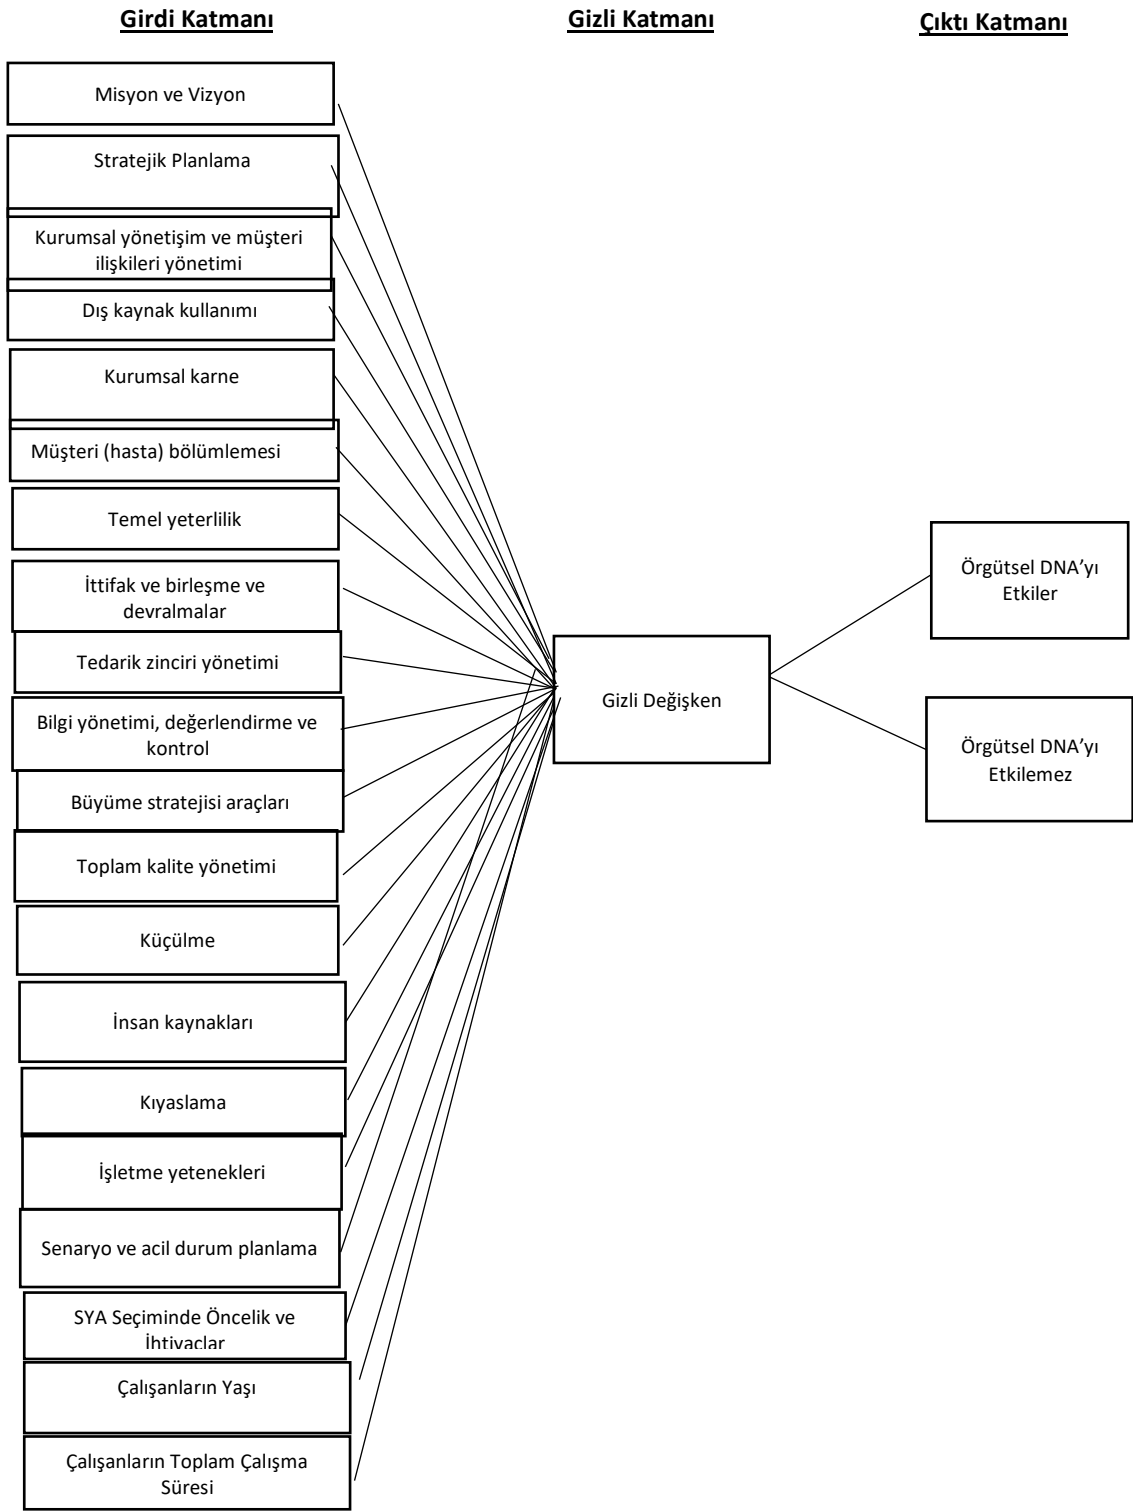 Girdi Katmanı
Gizli Katmanı
Çıktı Katmanı
Misyon ve Vizyon
Stratejik Planlama
Kurumsal yönetişim ve müşteri
ilişkileri yönetimi
Dış kaynak kullanımı
Kurumsal karne
Müşteri (hasta) bölümlemesi
Temel yeterlilik
İttifak ve birleşme ve
devralmalar
Tedarik zinciri yönetimi
Bilgi yönetimi, değerlendirme ve
kontrol
Büyüme stratejisi araçları
Toplam kalite yönetimi
Küçülme
İnsan kaynakları
Kıyaslama
İşletme yetenekleri
Senaryo ve acil durum planlama
SYA Seçiminde Öncelik ve
İhtiyaçlar
Çalışanların Yaşı
Çalışanların Toplam Çalışma
Süresi
Gizli Değişken
Örgütsel DNA’yı
Etkiler
Örgütsel DNA’yı
Etkilemez